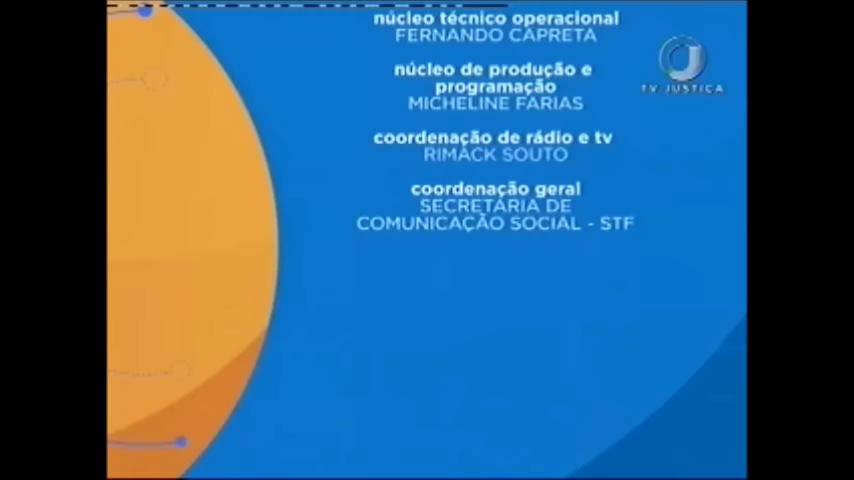 núcleo técnico operacional
FERNANDO CAPRETA
núcleo de produção e
programação
MICHELINE FARIAS
coordenação de rádio e tv
RIMACK SOUTO
coordenação geral
SECRETARIA DE
COMUNICAÇÃO SOCIAL - STF
TV JUSTIÇA